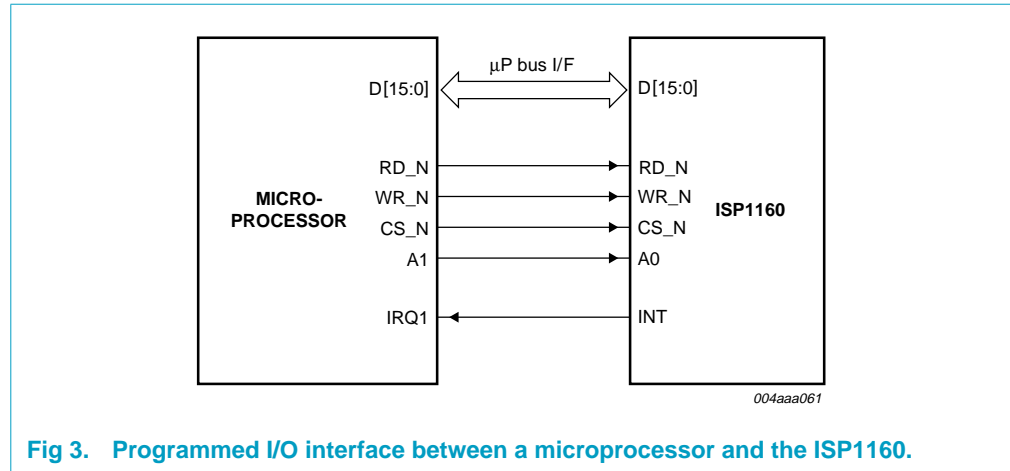 μP bus I/F
D[15:0] D[15:0]
RD_N RD_N
WR_N WR_N
MICRO-
PROCESSOR
ISP1160
CS_N CS_N
A1 A0
IRQ1 INT
004aaa061
Fig 3. Programmed I/O interface between a microprocessor and the ISP1160.